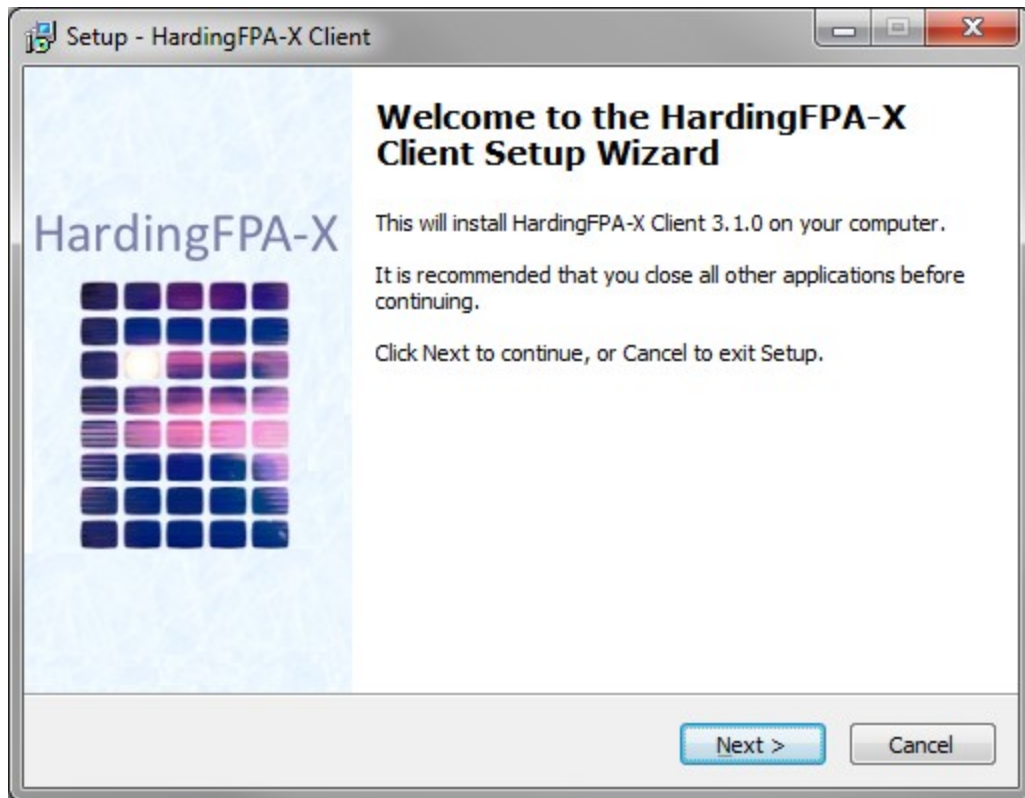 Setup - HardingFPA-X Client
Welcome to the HardingFPA-X
Client Setup Wizard
HardingFPA-X
This will install HardingFPA-X Client 3.1.0 on your computer.
It is recommended that you close all other applications before
continuing.
Click Next to continue, or Cancel to exit Setup.
Next >
Cancel